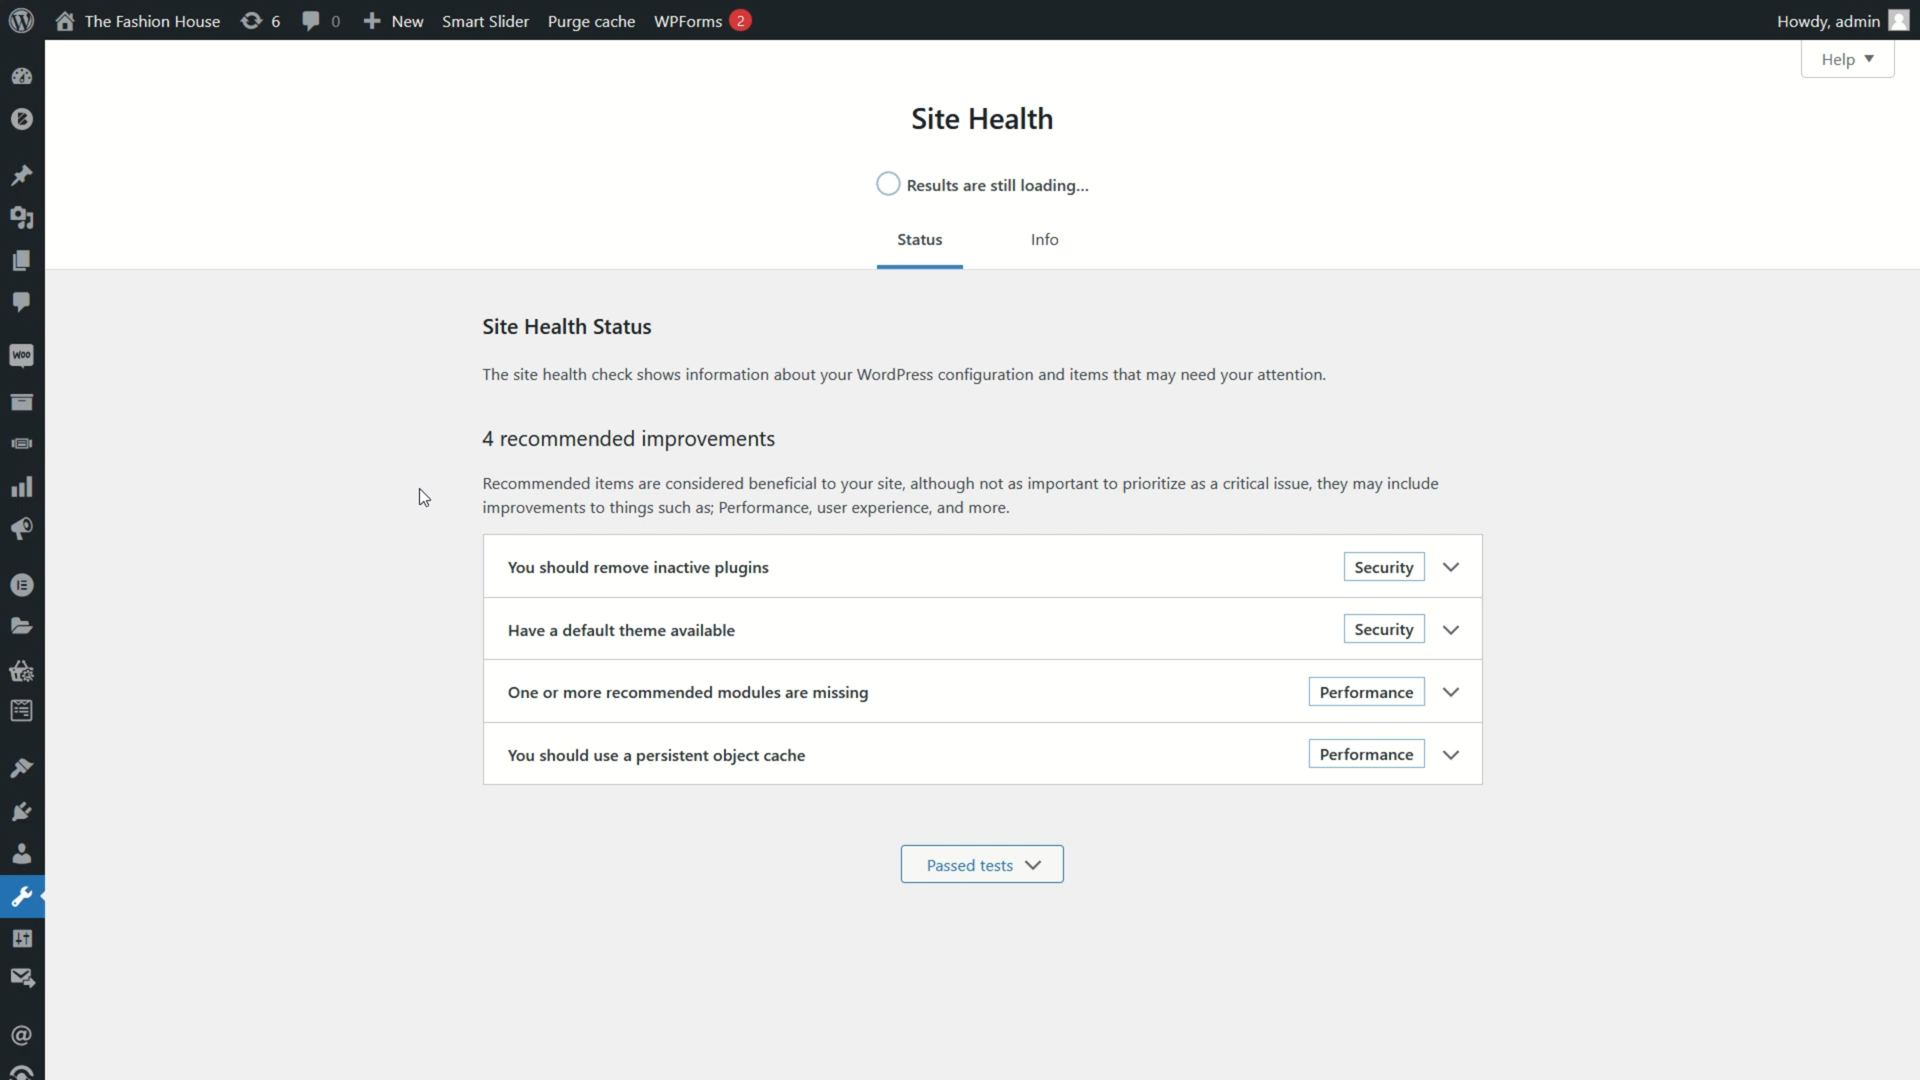 The Fashion House 6 0 New Smart Slider Purge cache WPForms 2 Howdy, admin
Help
Site Health
Results are still loading...
Status Info
Site Health Status
The site health check shows information about your WordPress configuration and items that may need your attention.
4 recommended improvements
Recommended items are considered beneficial to your site, although not as important to prioritize as a critical issue, they may include
improvements to things such as; Performance, user experience, and more.
You should remove inactive plugins Security
Have a default theme available Security
One or more recommended modules are missing Performance
You should use a persistent object cache Performance
Passed tests
Woo